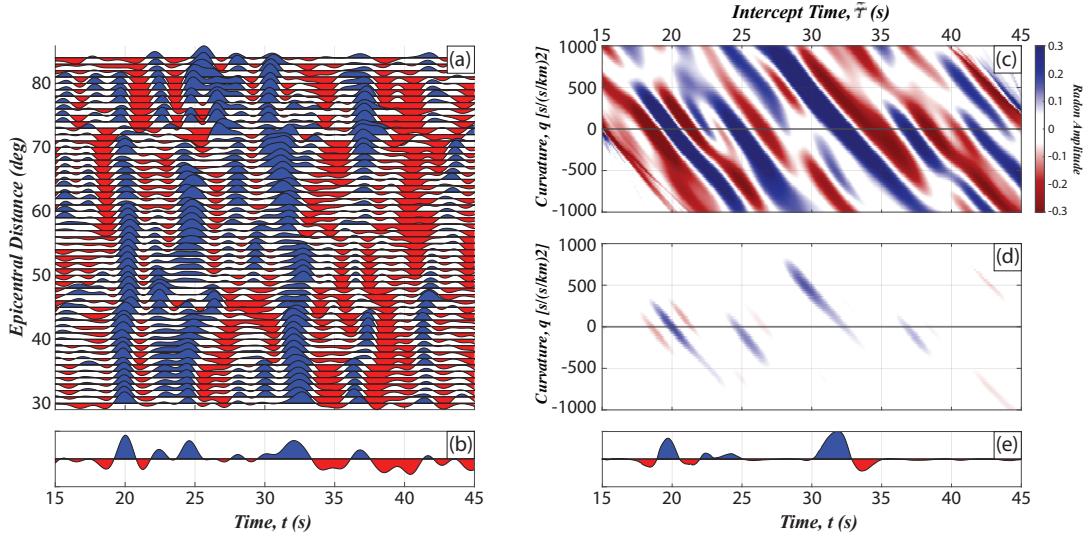 (a)
Epicentral Distance (deg)
80
70
60
50
40
30
(b)
15 20 25 30 35 40 45
Time, t (s)
Intercept Time, τ̃ (s)
15 20 25 30 35 40 45
(c)
Curvature, q [s/(s/km)2]
1000
500
0
-500
-1000
0.3
0.2
0.1
0
-0.1
-0.2
-0.3
Radon Amplitude
(d)
Curvature, q [s/(s/km)2]
1000
500
0
-500
-1000
(e)
15 20 25 30 35 40 45
Time, t (s)